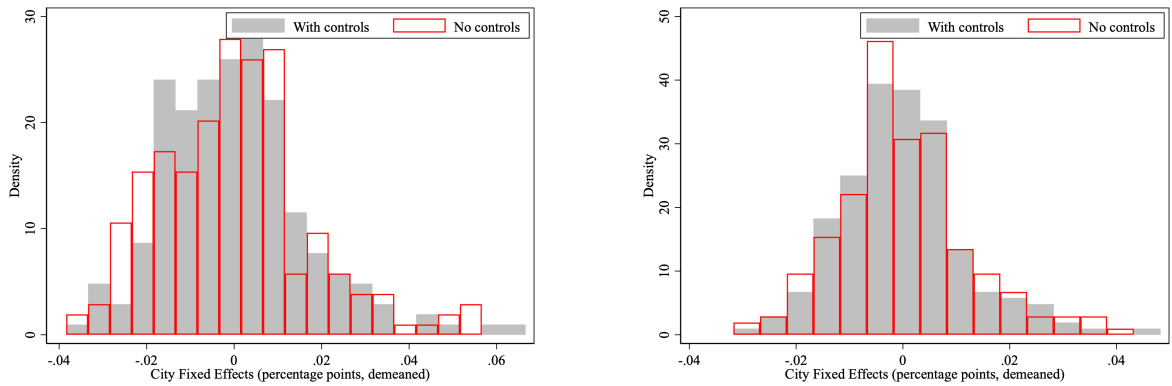 With controls No controls
30
20
10
0
Density
-.04 -.02 0 .02 .04 .06
City Fixed Effects (percentage points, demeaned)
With controls No controls
50
40
30
20
10
0
Density
-.04 -.02 0 .02 .04
City Fixed Effects (percentage points, demeaned)